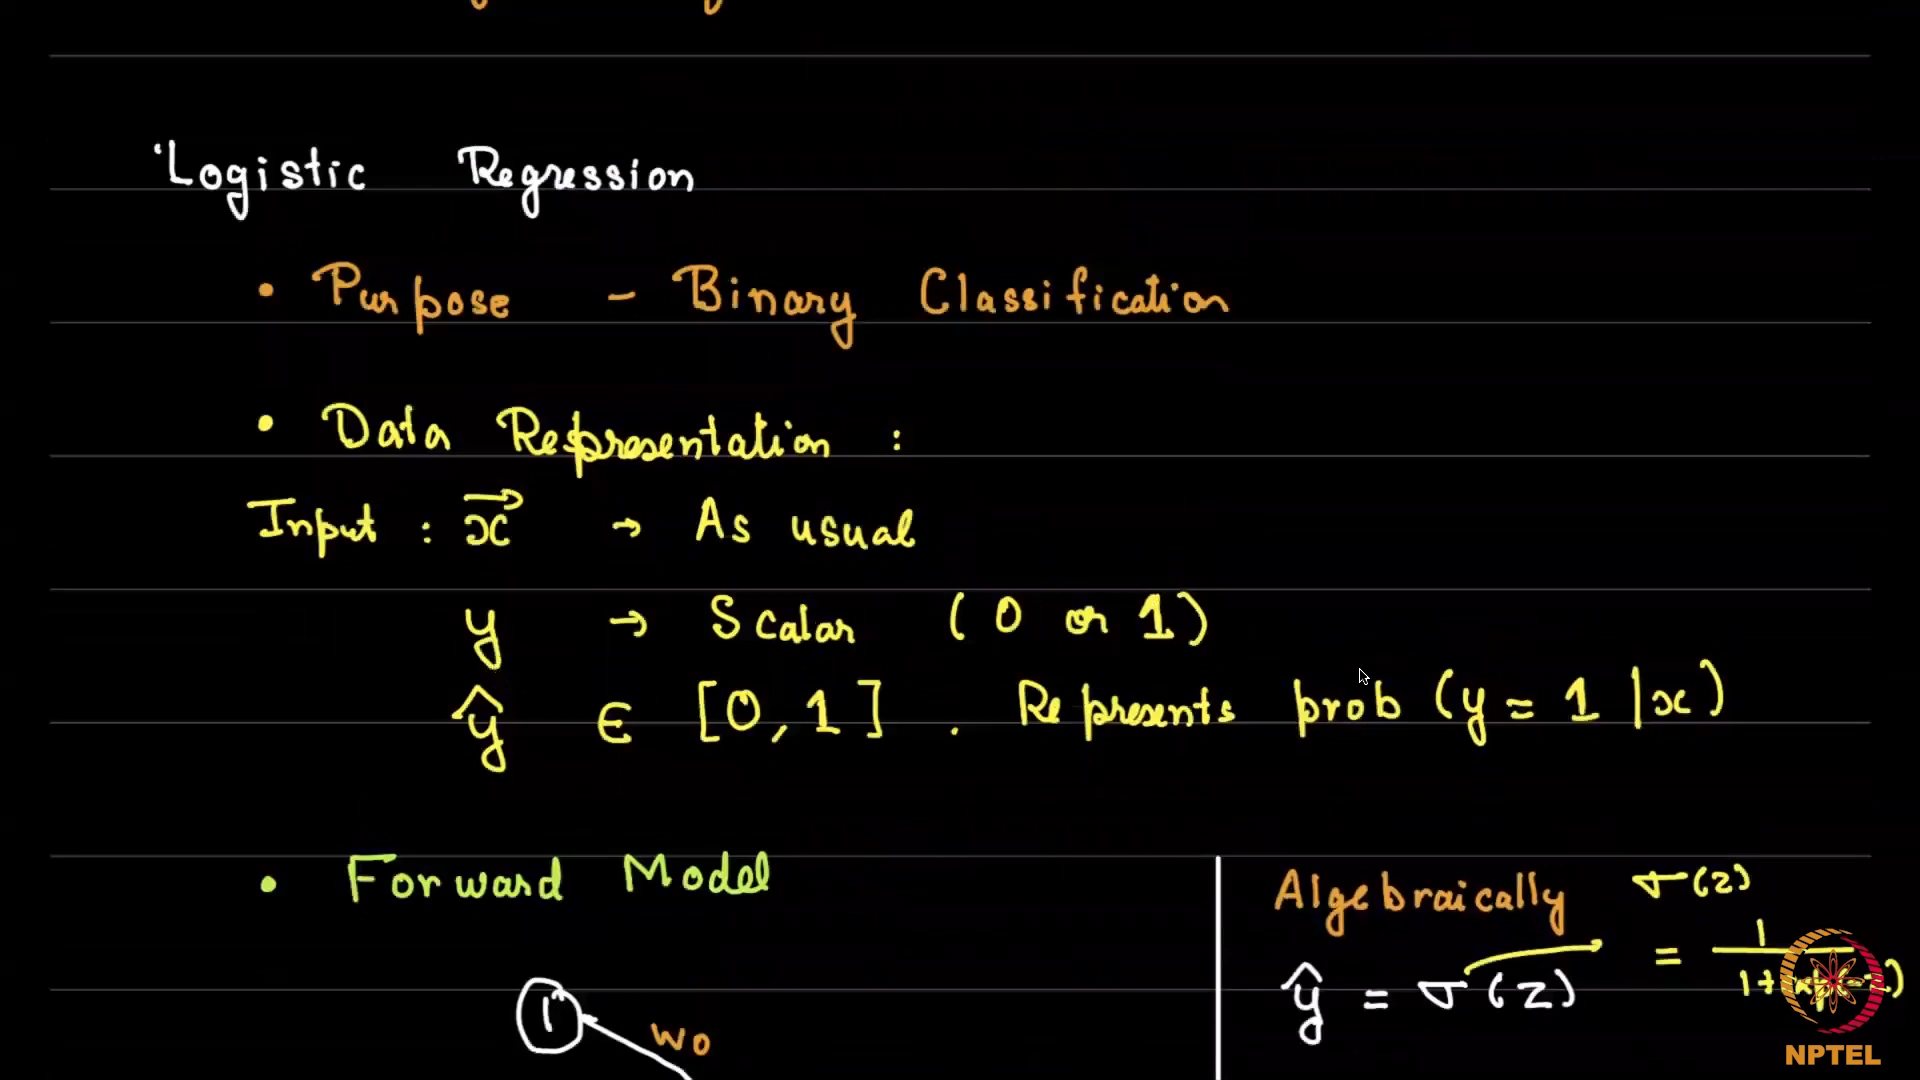 Logistic Regression
• Purpose - Binary Classification
• Data Representation :
Input : x⃗ → As usual
y → Scalar (0 or 1)
ŷ ∈ [0,1] . Represents prob (y = 1 |x)
• Forward Model
Algebraically σ(z)
ŷ = σ(z) = 1
1+
1 w0
NPTEL